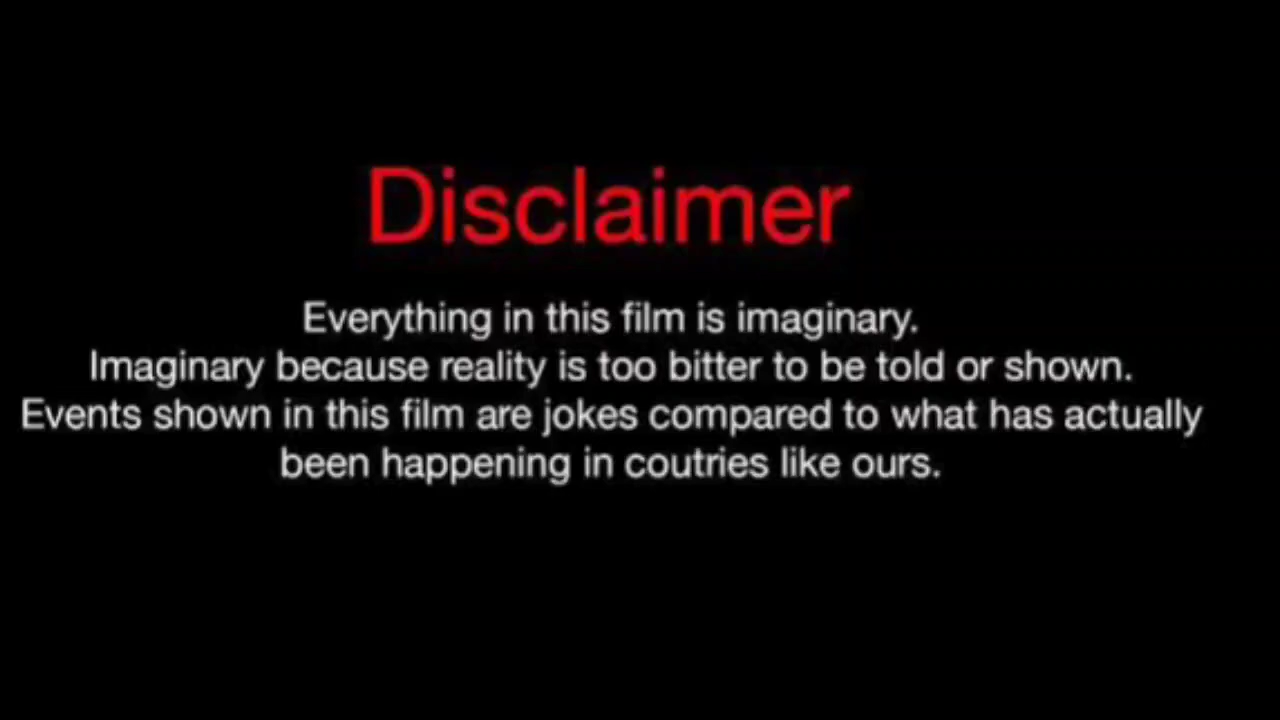 Disclaimer
Everything in this film is imaginary.
Imaginary because reality is too bitter to be told or shown.
Events shown in this film are jokes compared to what has actually
been happening in coutries like ours.